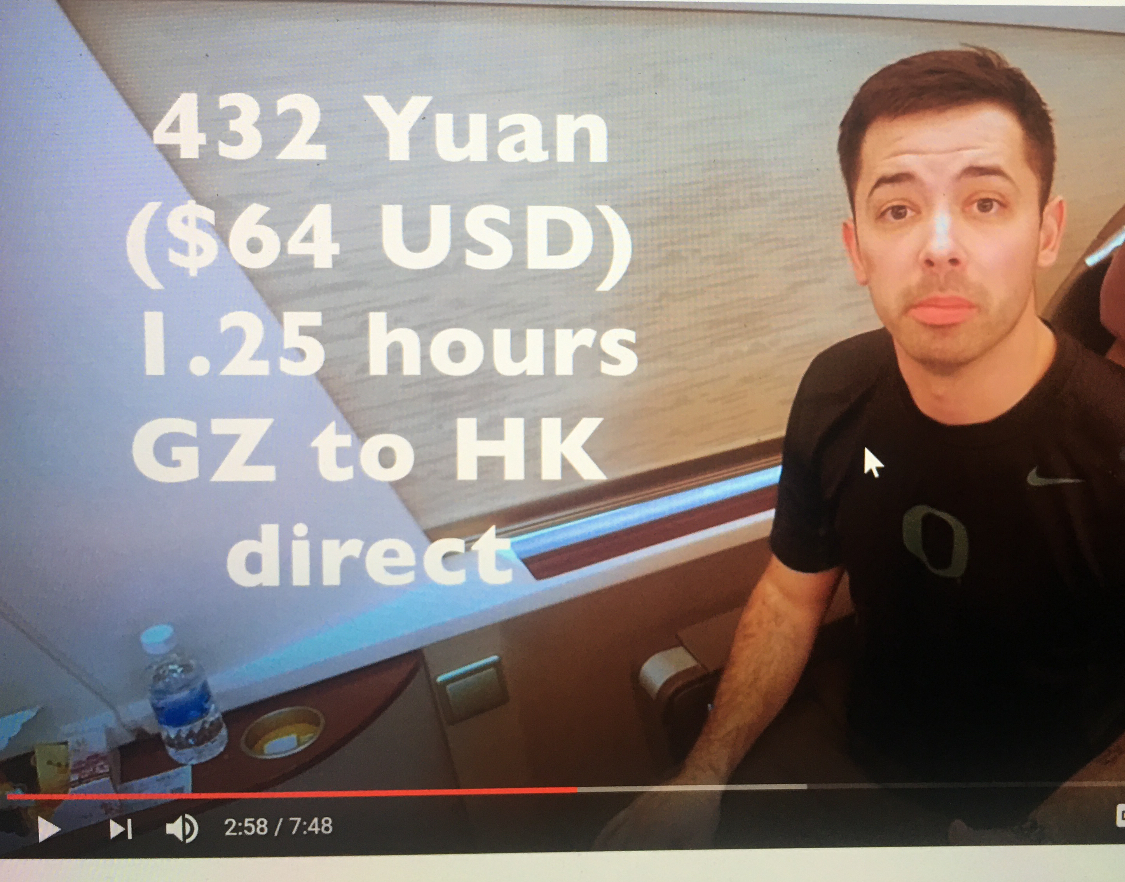 432 Yuan
($64 USD)
1.25 hours
GZ to HK
direct
O
2:58 / 7:48